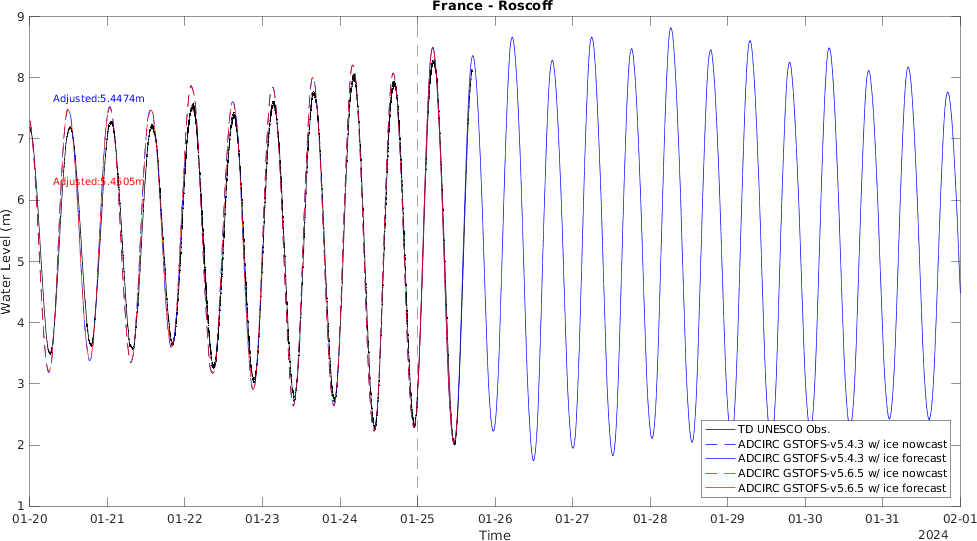 France - Roscoff
Water Level (m)
9
8
7
6
5
4
3
2
1
Adjusted:5.4474m
Adjusted:5.4505m
TD UNESCO Obs.
ADCIRC GSTOFS-v5.4.3 w/ ice nowcast
ADCIRC GSTOFS-v5.4.3 w/ ice forecast
ADCIRC GSTOFS-v5.6.5 w/ ice nowcast
ADCIRC GSTOFS-v5.6.5 w/ ice forecast
01-20 01-21 01-22 01-23 01-24 01-25 01-26 01-27 01-28 01-29 01-30 01-31 02-01
Time
2024